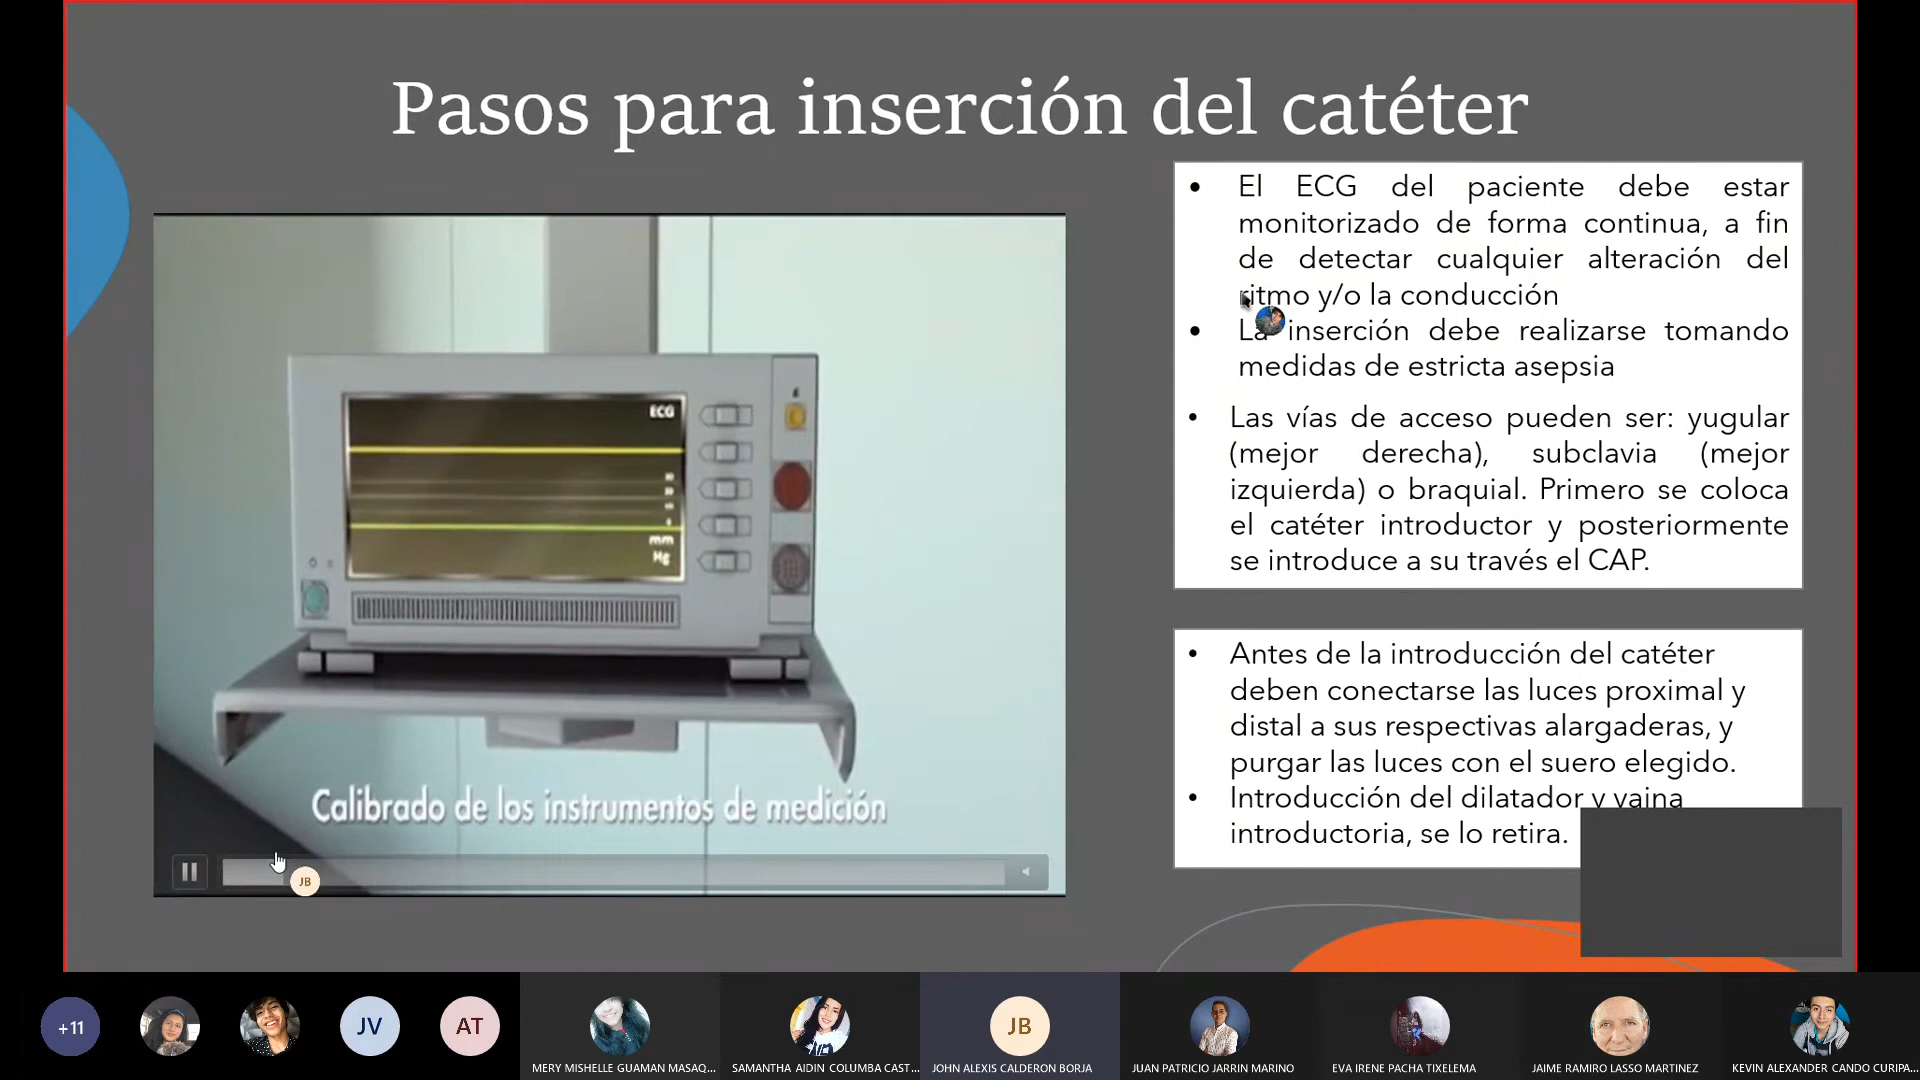 Pasos para inserción del catéter
• El ECG del paciente debe estar
monitorizado de forma continua, a fin
de detectar cualquier alteración del
ritmo y/o la conducción
• La inserción debe realizarse tomando
medidas de estricta asepsia
• Las vías de acceso pueden ser: yugular
(mejor derecha), subclavia (mejor
izquierda) o braquial. Primero se coloca
el catéter introductor y posteriormente
se introduce a su través el CAP.
• Antes de la introducción del catéter
deben conectarse las luces proximal y
distal a sus respectivas alargaderas, y
purgar las luces con el suero elegido.
• Introducción del dilatador y vaina
introductoria, se lo retira.
ECG
mm
Hg
Calibrado de los instrumentos de medición
JB
+11
JV
AT
JB
MERY MISHELLE GUAMAN MASAQ...
SAMANTHA AIDIN COLUMBA CAST...
JOHN ALEXIS CALDERON BORJA
JUAN PATRICIO JARRIN MARINO
EVA IRENE PACHA TIXELEMA
JAIME RAMIRO LASSO MARTINEZ
KEVIN ALEXANDER CANDO CURIPA...